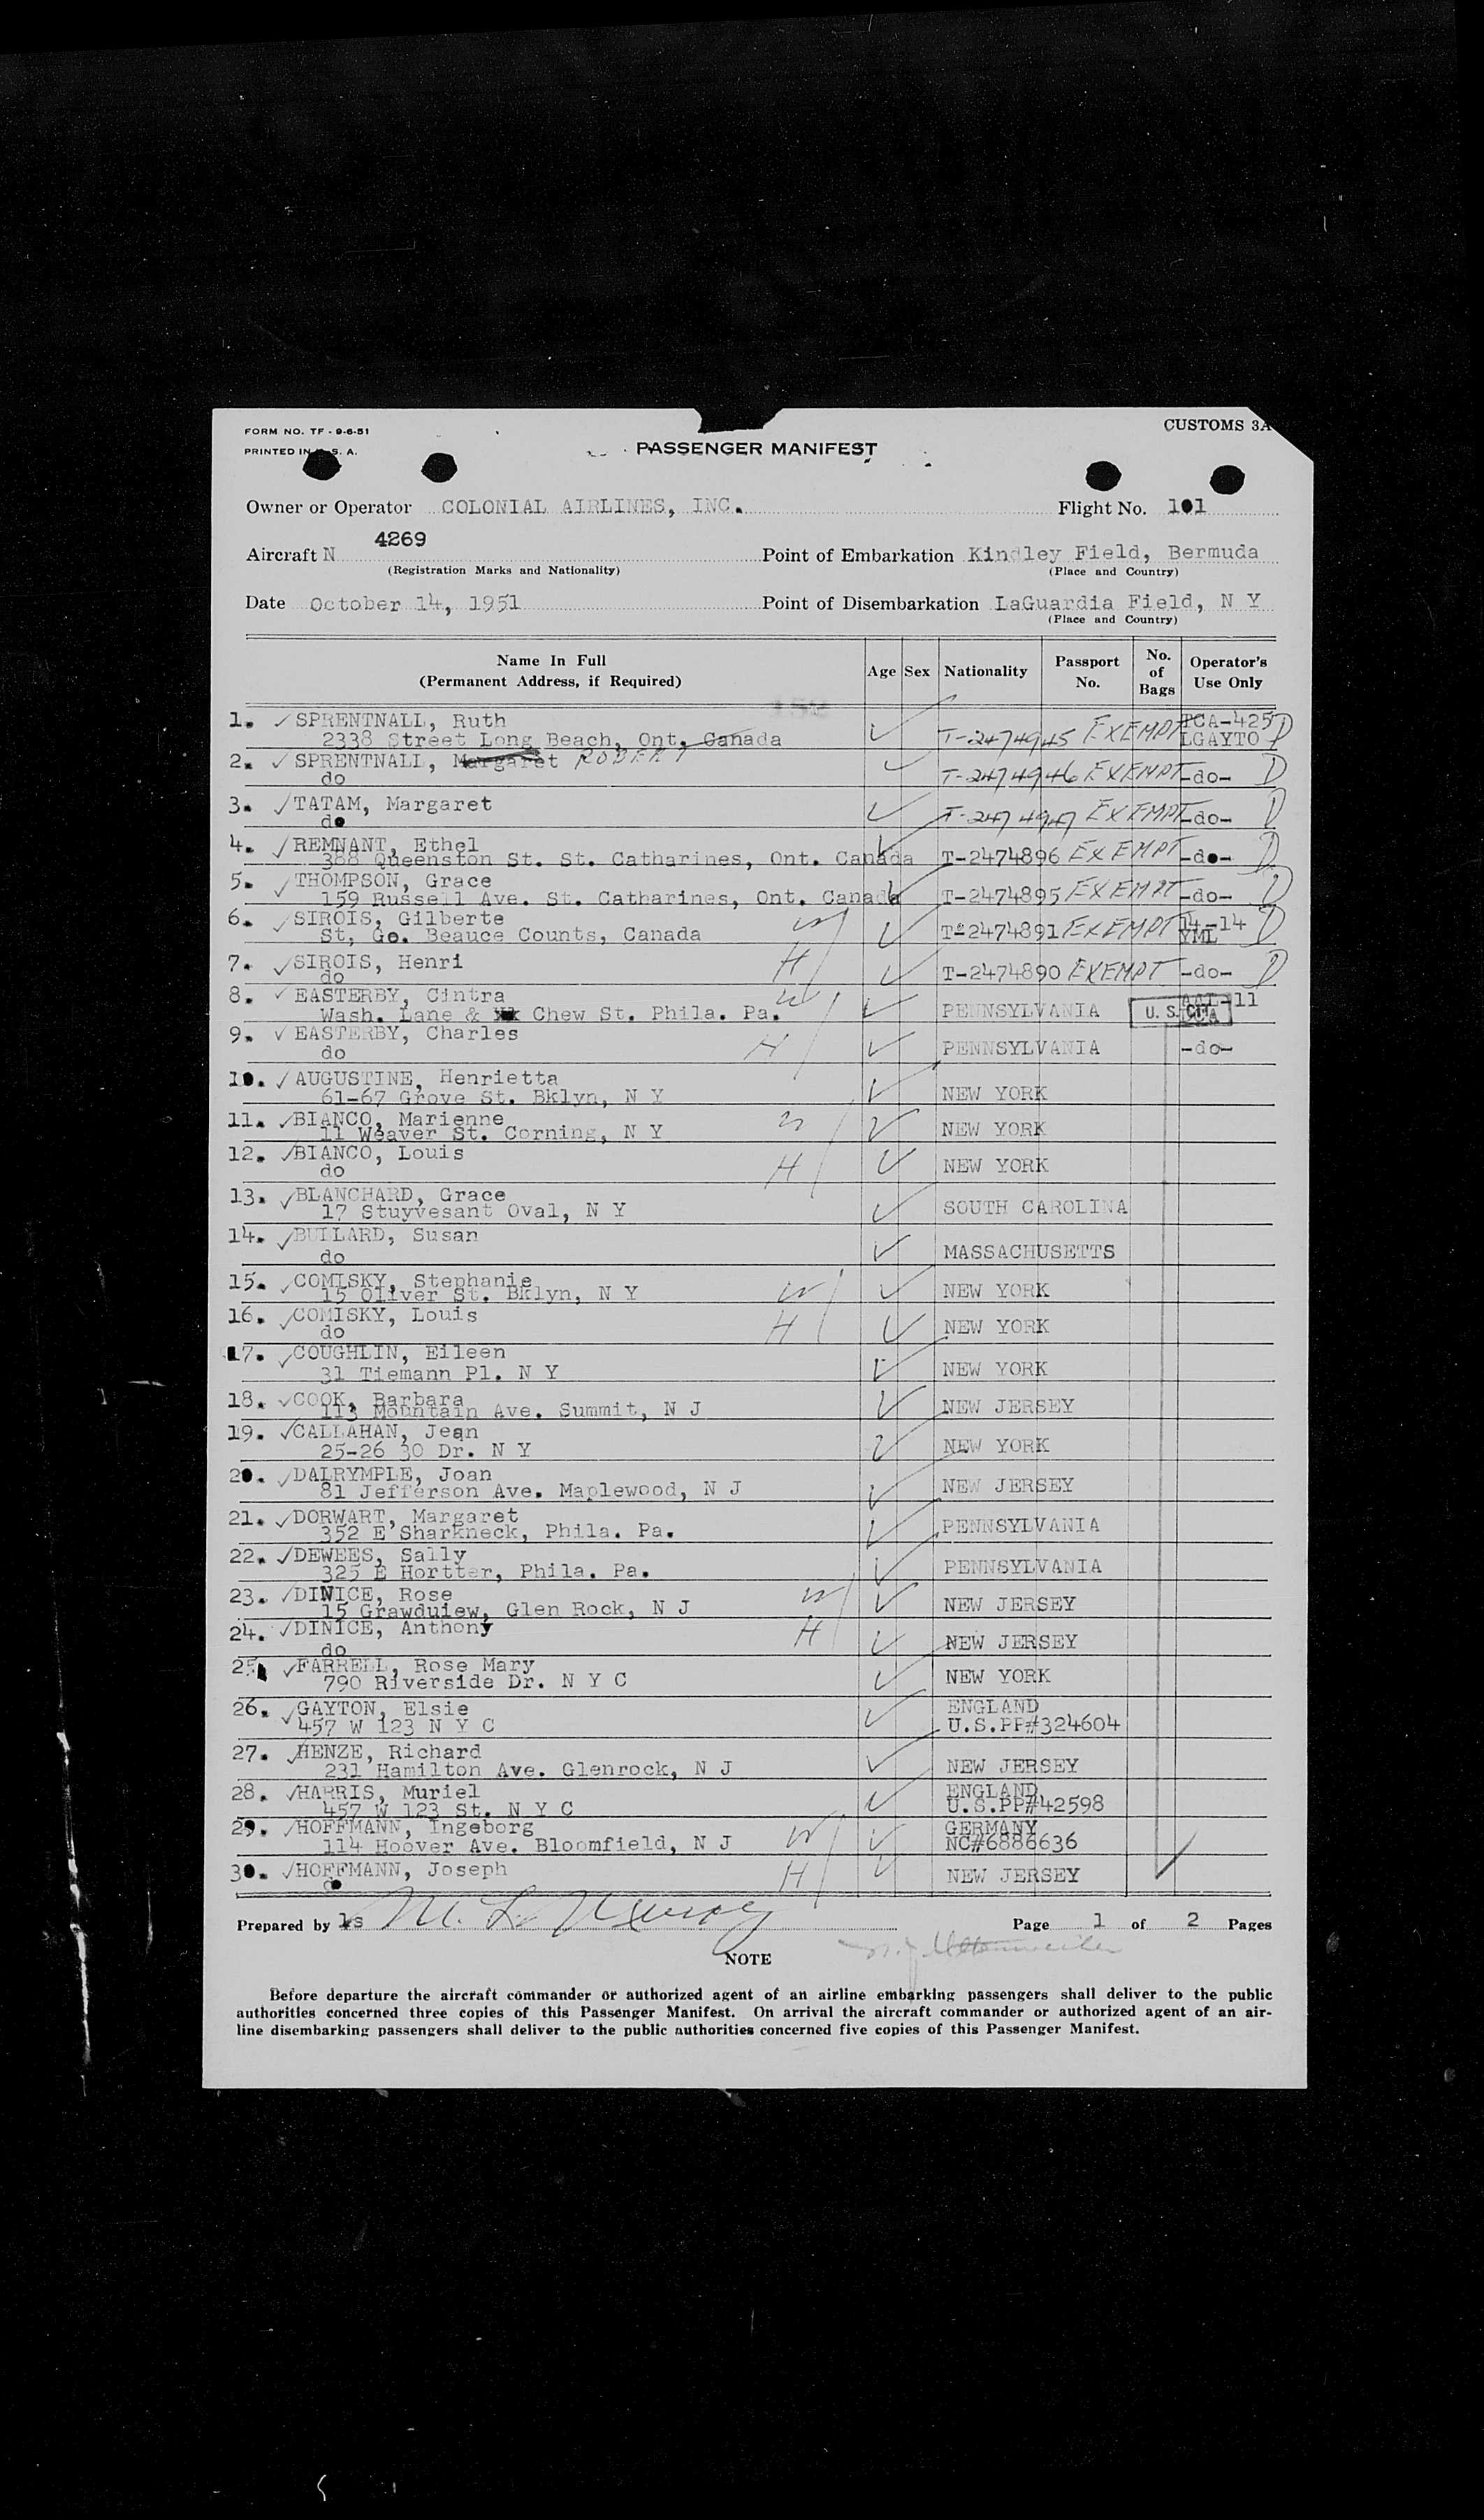 FORM NO. TF - 9-6-51
PRINTED IN U. S. A.
CUSTOMS 3A
PASSENGER MANIFEST
Owner or Operator COLONIAL AIRLINES, INC. Flight No. 101
Aircraft N 4269 Point of Embarkation Kindley Field, Bermuda
(Registration Marks and Nationality) (Place and Country)
Date October 14, 1951 Point of Disembarkation LaGuardia Field, N Y
(Place and Country)
Name In Full (Permanent Address, if Required) Age Sex Nationality Passport No. No. of Bags Operator's Use Only
1. SPRENTNALL, Ruth TCA-425
2338 Street Long Beach, Ont. Canada T-2474945 EXEMPT LGAYTO D
2. SPRENTNALL, Margaret ROBERT
do T-2474946 EXEMPT -do- D
3. TATAM, Margaret
do T-2474947 EXEMPT -do- D
4. REMNANT, Ethel
388 Queenston St. St. Catharines, Ont. Canada T-2474896 EXEMPT -do- D
5. THOMPSON, Grace
159 Russell Ave. St. Catharines, Ont. Canada T-2474895 EXEMPT -do- D
6. SIROIS, Gilberte W 14-14
St, Ge. Beauce Counts, Canada T-2474891 EXEMPT YML D
7. SIROIS, Henri H
do T-2474890 EXEMPT -do- D
8. EASTERBY, Cintra W AAL-11
Wash. Lane & Chew St. Phila. Pa. PENNSYLVANIA U. S. CIT
9. EASTERBY, Charles
do H PENNSYLVANIA -do-
10. AUGUSTINE, Henrietta
61-67 Grove St. Bklyn, N Y NEW YORK
11. BIANCO, Marienne W
11 Weaver St. Corning, N Y NEW YORK
12. BIANCO, Louis
do H NEW YORK
13. BLANCHARD, Grace
17 Stuyvesant Oval, N Y SOUTH CAROLINA
14. BULLARD, Susan
do MASSACHUSETTS
15. COMISKY, Stephanie
15 Oliver St. Bklyn, N Y W NEW YORK
16. COMISKY, Louis
do H NEW YORK
17. COUGHLIN, Eileen
31 Tiemann Pl. N Y NEW YORK
18. COOK, Barbara
113 Mountain Ave. Summit, N J NEW JERSEY
19. CALLAHAN, Jean
25-26 30 Dr. N Y NEW YORK
20. DALRYMPLE, Joan
81 Jefferson Ave. Maplewood, N J NEW JERSEY
21. DORWART, Margaret
352 E Sharkneck, Phila. Pa. PENNSYLVANIA
22. DEWEES, Sally
325 E Hortter, Phila. Pa. PENNSYLVANIA
23. DINICE, Rose W
15 Grawduiew, Glen Rock, N J NEW JERSEY
24. DINICE, Anthony H
do NEW JERSEY
25. FARRELL, Rose Mary
790 Riverside Dr. N Y C NEW YORK
26. GAYTON, Elsie ENGLAND
457 W 123 N Y C U.S.PP#324604
27. HENZE, Richard
231 Hamilton Ave. Glenrock, N J NEW JERSEY
28. HARRIS, Muriel ENGLAND
457 W 123 St. N Y C U.S.PP#42598
29. HOFFMANN, Ingeborg GERMANY
114 Hoover Ave. Bloomfield, N J W NC#6886636
30. HOFFMANN, Joseph
do H NEW JERSEY
Prepared by ls Page 1 of 2 Pages
NOTE
Before departure the aircraft commander or authorized agent of an airline embarking passengers shall deliver to the public
authorities concerned three copies of this Passenger Manifest. On arrival the aircraft commander or authorized agent of an air-
line disembarking passengers shall deliver to the public authorities concerned five copies of this Passenger Manifest.